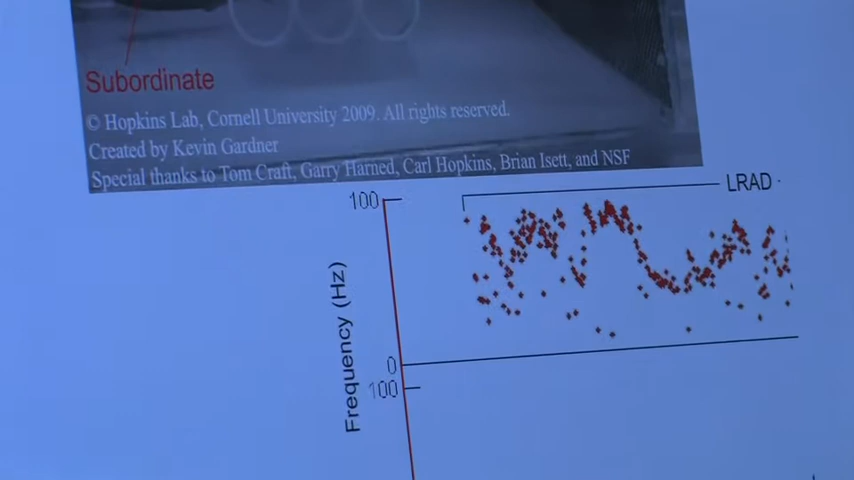 Subordinate
© Hopkins Lab, Cornell University 2009. All rights reserved.
Created by Kevin Gardner
Special thanks to Tom Craft, Garry Harned, Carl Hopkins, Brian Isett, and NSF
100
LRAD
Frequency (Hz)
0
100